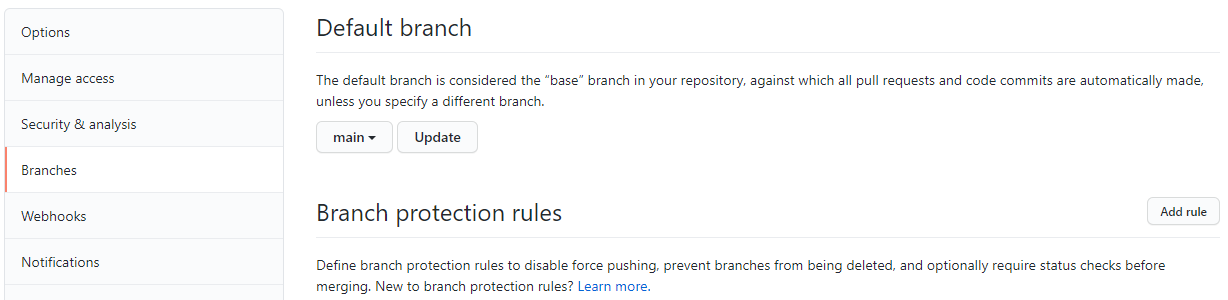 Options
Manage access
Security & analysis
Branches
Webhooks
Notifications
Default branch
The default branch is considered the “base” branch in your repository, against which all pull requests and code commits are automatically made,
unless you specify a different branch.
main Update
Branch protection rules Add rule
Define branch protection rules to disable force pushing, prevent branches from being deleted, and optionally require status checks before
merging. New to branch protection rules? Learn more.